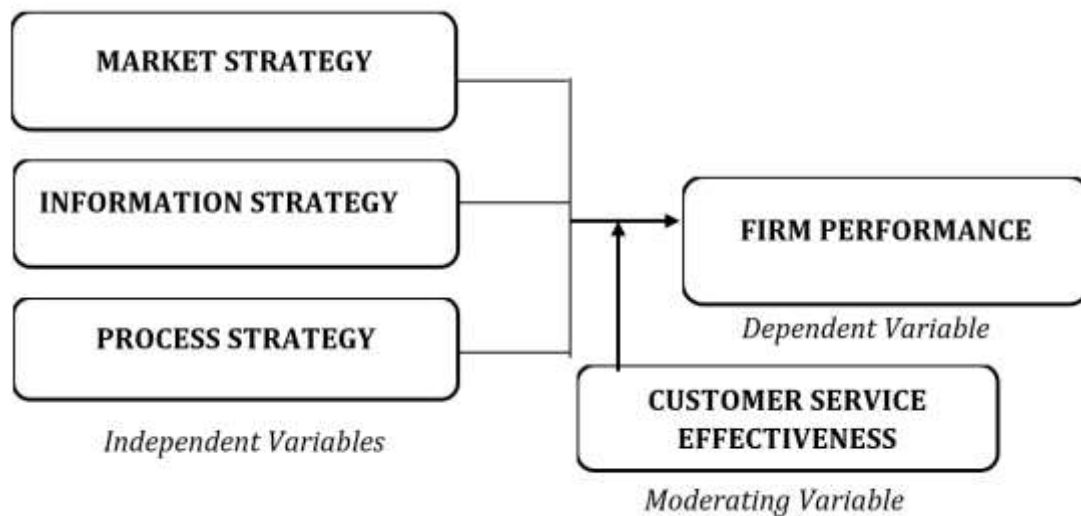 MARKET STRATEGY
INFORMATION STRATEGY
PROCESS STRATEGY
Independent Variables
FIRM PERFORMANCE
Dependent Variable
CUSTOMER SERVICE
EFFECTIVENESS
Moderating Variable